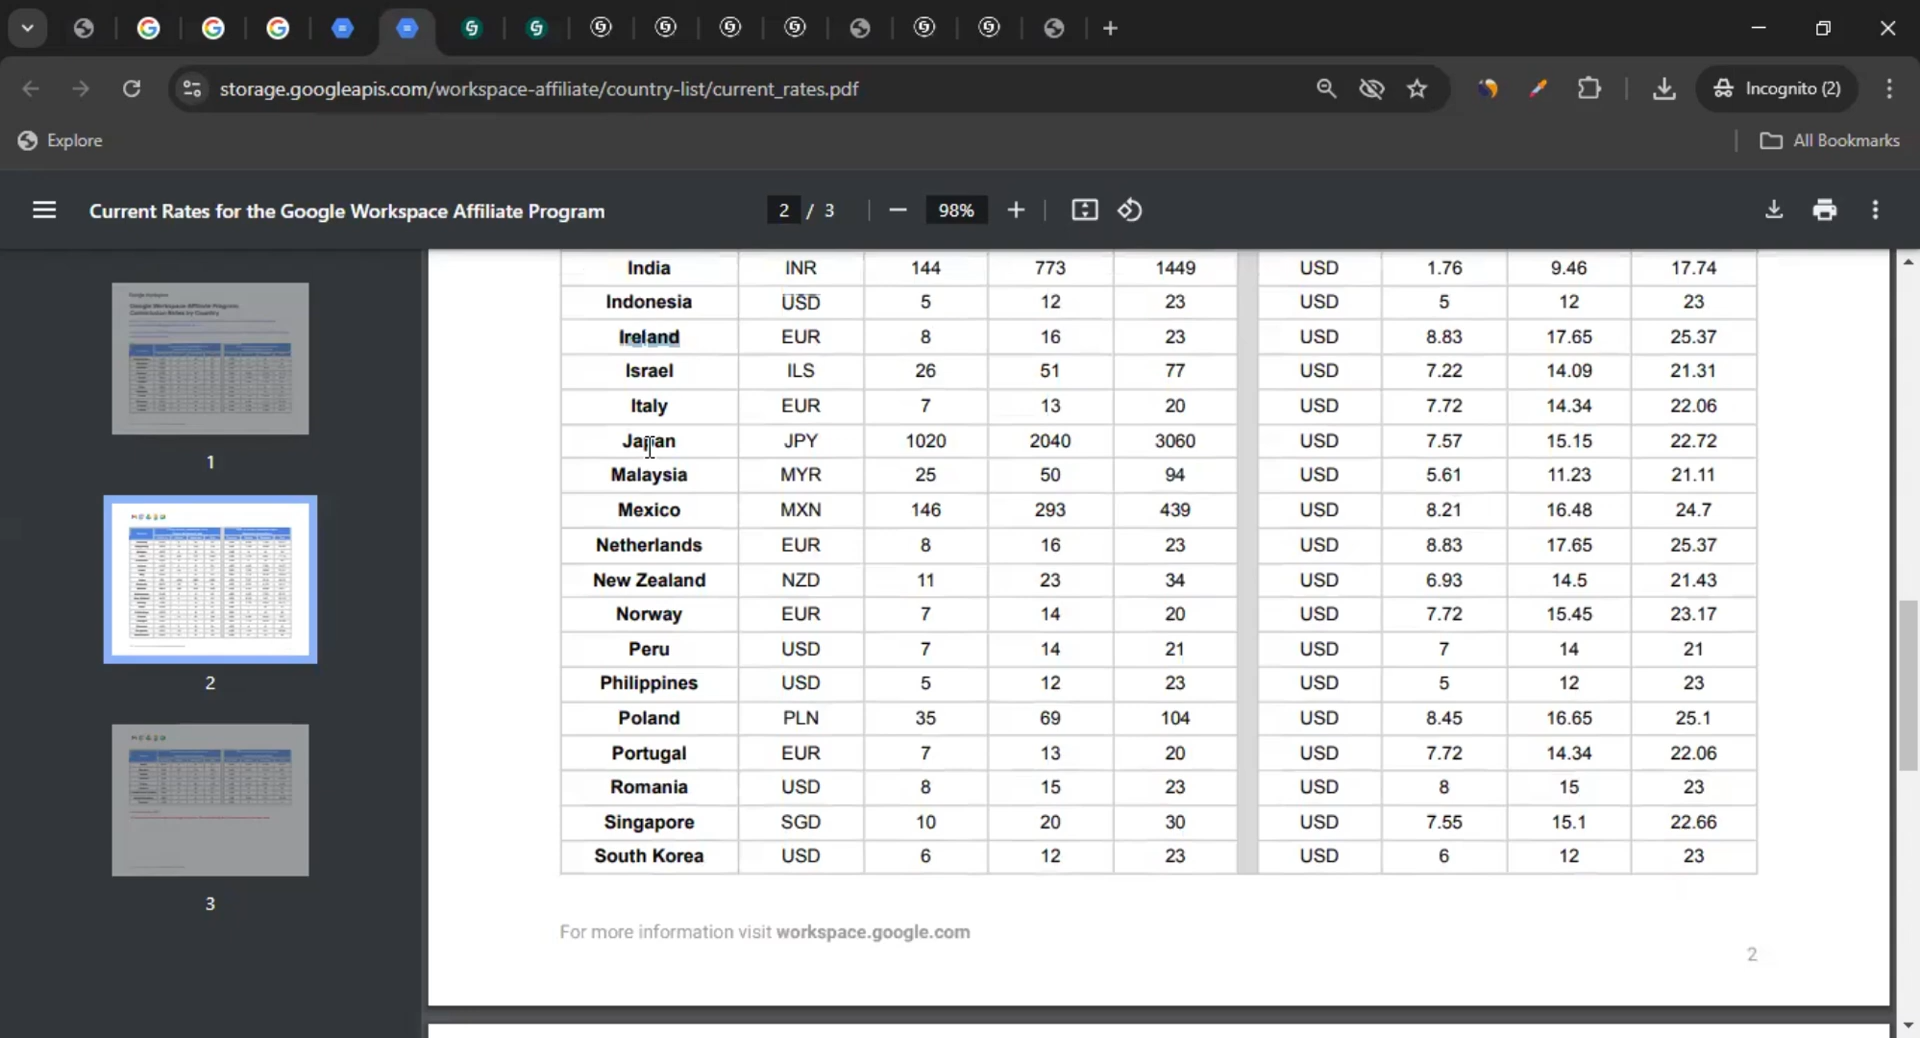 storage.googleapis.com/workspace-affiliate/country-list/current_rates.pdf
Incognito (2)
Explore
All Bookmarks
Current Rates for the Google Workspace Affiliate Program
2 / 3
98%
India INR 144 773 1449 USD 1.76 9.46 17.74
Indonesia USD 5 12 23 USD 5 12 23
Ireland EUR 8 16 23 USD 8.83 17.65 25.37
Israel ILS 26 51 77 USD 7.22 14.09 21.31
Italy EUR 7 13 20 USD 7.72 14.34 22.06
Japan JPY 1020 2040 3060 USD 7.57 15.15 22.72
Malaysia MYR 25 50 94 USD 5.61 11.23 21.11
Mexico MXN 146 293 439 USD 8.21 16.48 24.7
Netherlands EUR 8 16 23 USD 8.83 17.65 25.37
New Zealand NZD 11 23 34 USD 6.93 14.5 21.43
Norway EUR 7 14 20 USD 7.72 15.45 23.17
Peru USD 7 14 21 USD 7 14 21
Philippines USD 5 12 23 USD 5 12 23
Poland PLN 35 69 104 USD 8.45 16.65 25.1
Portugal EUR 7 13 20 USD 7.72 14.34 22.06
Romania USD 8 15 23 USD 8 15 23
Singapore SGD 10 20 30 USD 7.55 15.1 22.66
South Korea USD 6 12 23 USD 6 12 23
For more information visit workspace.google.com
2
Google Workspace Affiliate Program
Commission Rates by Country
1
2
3